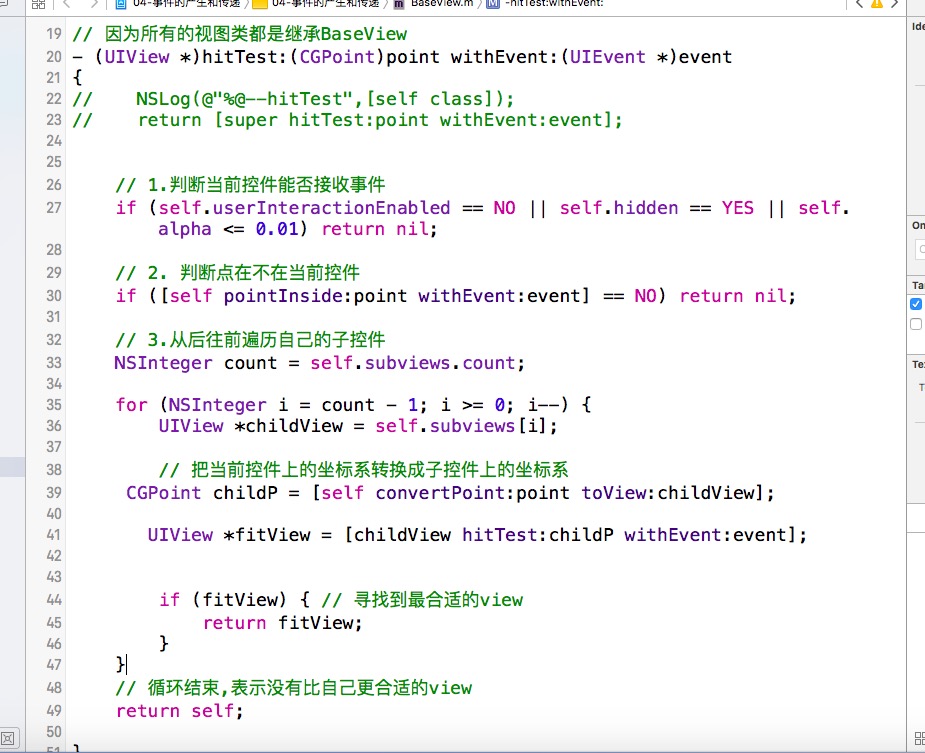 04-事件的产生和传递 〉 04-事件的产生和传递 〉 BaseView.m 〉 -hitTest:withEvent:
19 // 因为所有的视图类都是继承BaseView
20 - (UIView *)hitTest:(CGPoint)point withEvent:(UIEvent *)event
21 {
22 //    NSLog(@"%@--hitTest",[self class]);
23 //    return [super hitTest:point withEvent:event];
24
25
26     // 1.判断当前控件能否接收事件
27     if (self.userInteractionEnabled == NO || self.hidden == YES || self.
        alpha <= 0.01) return nil;
28
29     // 2. 判断点在不在当前控件
30     if ([self pointInside:point withEvent:event] == NO) return nil;
31
32     // 3.从后往前遍历自己的子控件
33     NSInteger count = self.subviews.count;
34
35     for (NSInteger i = count - 1; i >= 0; i--) {
36         UIView *childView = self.subviews[i];
37
38         // 把当前控件上的坐标系转换成子控件上的坐标系
39      CGPoint childP = [self convertPoint:point toView:childView];
40
41        UIView *fitView = [childView hitTest:childP withEvent:event];
42
43
44         if (fitView) { // 寻找到最合适的view
45             return fitView;
46         }
47     }
48     // 循环结束,表示没有比自己更合适的view
49     return self;
50
51 }
Ide
On
Ta
Te
T